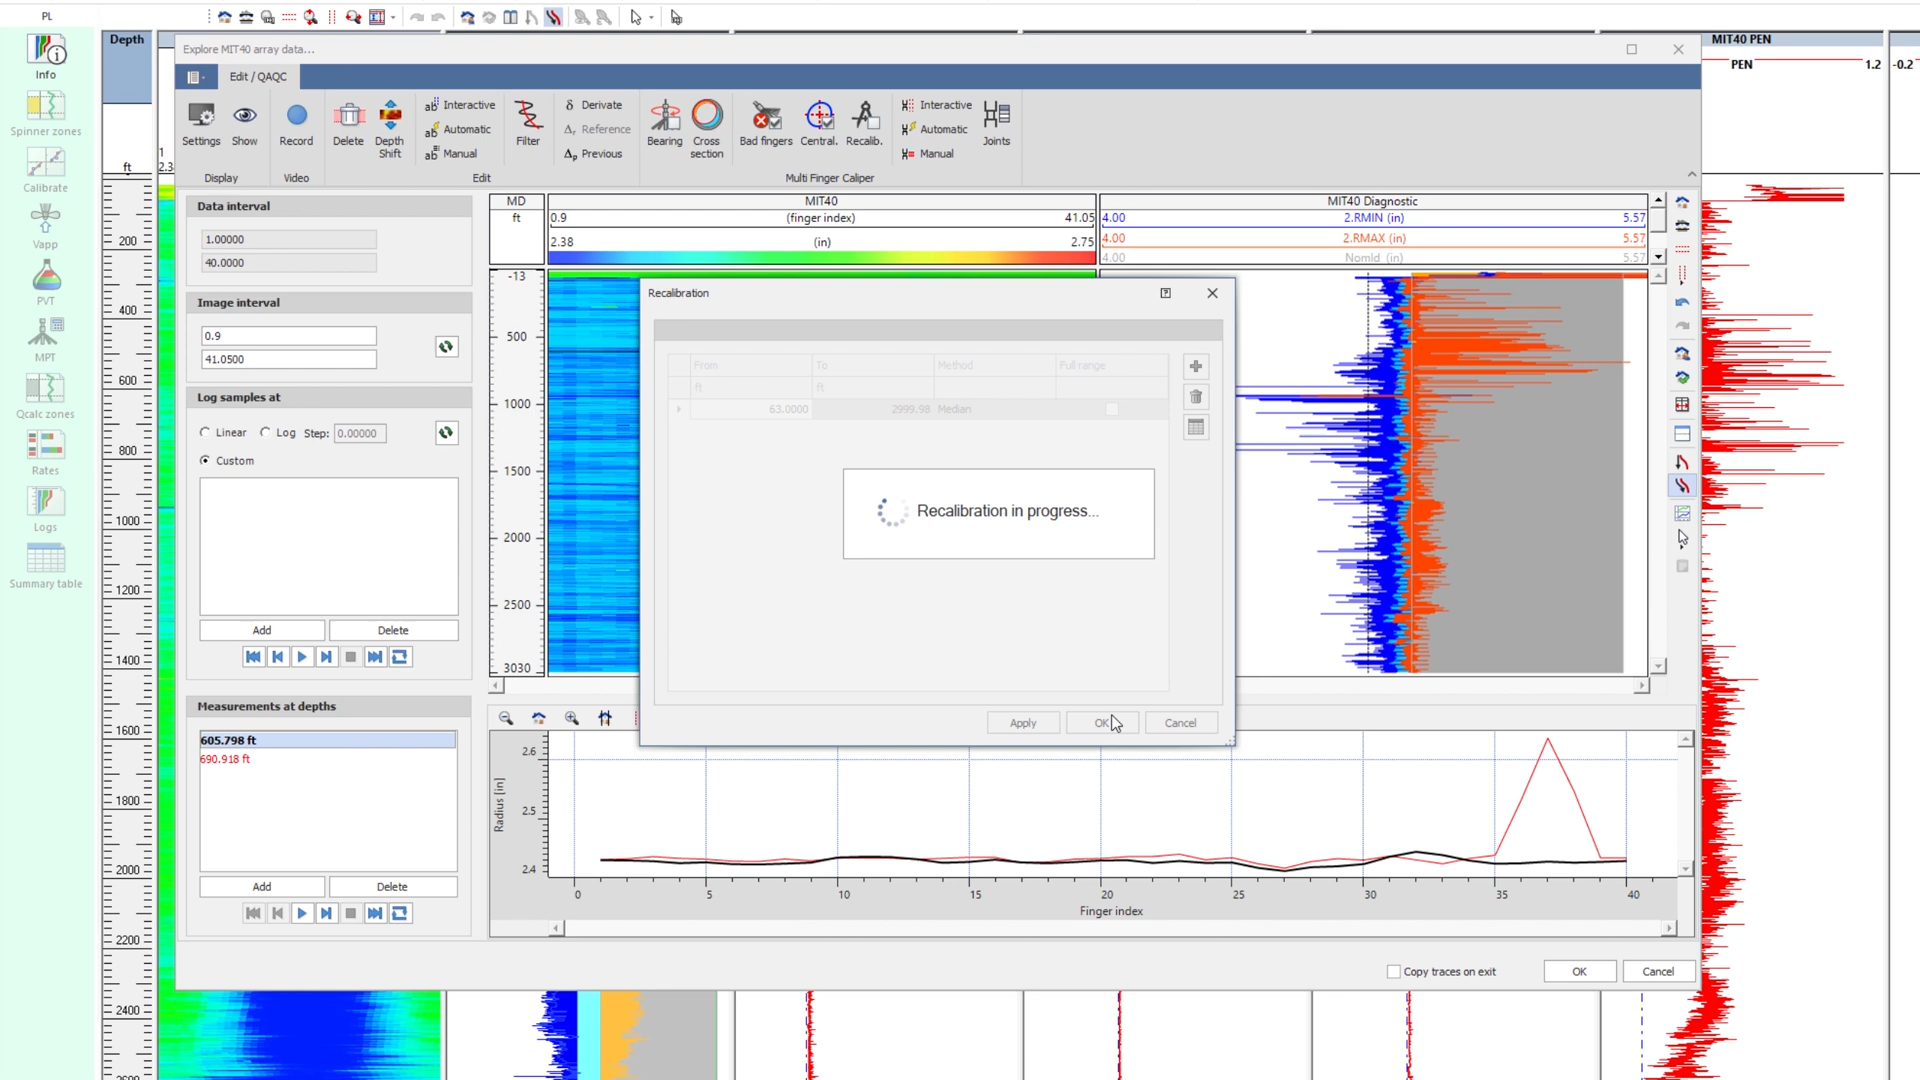 PL
Info
Spinner zones
Calibrate
Vapp
PVT
MPT
Qcalc zones
Rates
Logs
Summary table
Depth
ft
200
400
600
800
1000
1200
1400
1600
1800
2000
2200
2400
1
MIT40 PEN
PEN 1.2
-0.2
Explore MIT40 array data...
Edit / QAQC
Settings
Show
Display
Record
Video
Delete
Depth Shift
Interactive
Automatic
Manual
Filter
δ Derivate
Δr Reference
Δp Previous
Edit
Bearing
Cross section
Bad fingers
Central.
Recalib.
Interactive
Automatic
Manual
Joints
Multi Finger Caliper
Data interval
1.00000
40.0000
Image interval
0.9
41.0500
Log samples at
Linear Log Step: 0.00000
Custom
Add Delete
Measurements at depths
605.798 ft
690.918 ft
Add Delete
MD
ft
MIT40
0.9 (finger index) 41.05
2.38 (in) 2.75
MIT40 Diagnostic
4.00 2.RMIN (in) 5.57
4.00 2.RMAX (in) 5.57
4.00 NomId (in) 5.57
-13
500
1000
1500
2000
2500
3030
Recalibration
From To Method Full range
ft ft
63.0000 2999.98 Median
Recalibration in progress...
Apply OK Cancel
Radius [in]
2.6
2.5
2.4
0 5 10 15 20 25 30 35 40
Finger index
Copy traces on exit OK Cancel